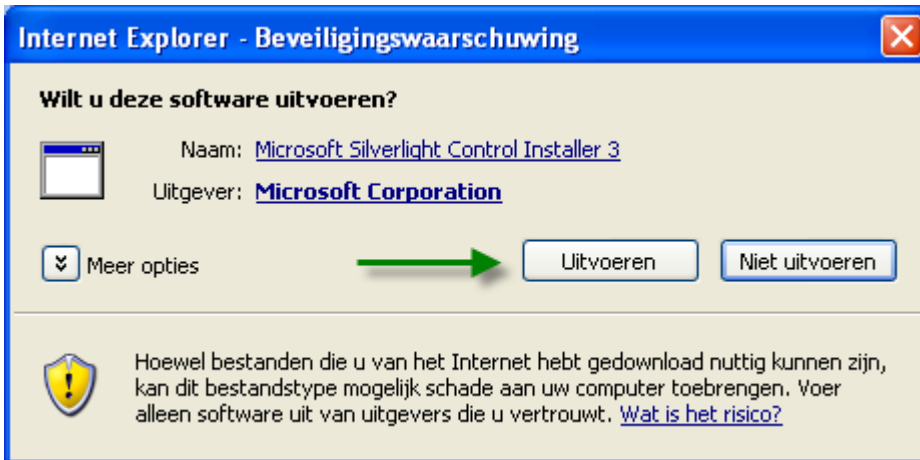 Internet Explorer - Beveiligingswaarschuwing
Wilt u deze software uitvoeren?
Naam: Microsoft Silverlight Control Installer 3
Uitgever: Microsoft Corporation
Meer opties
Uitvoeren
Niet uitvoeren
Hoewel bestanden die u van het Internet hebt gedownload nuttig kunnen zijn,
kan dit bestandstype mogelijk schade aan uw computer toebrengen. Voer
alleen software uit van uitgevers die u vertrouwt. Wat is het risico?